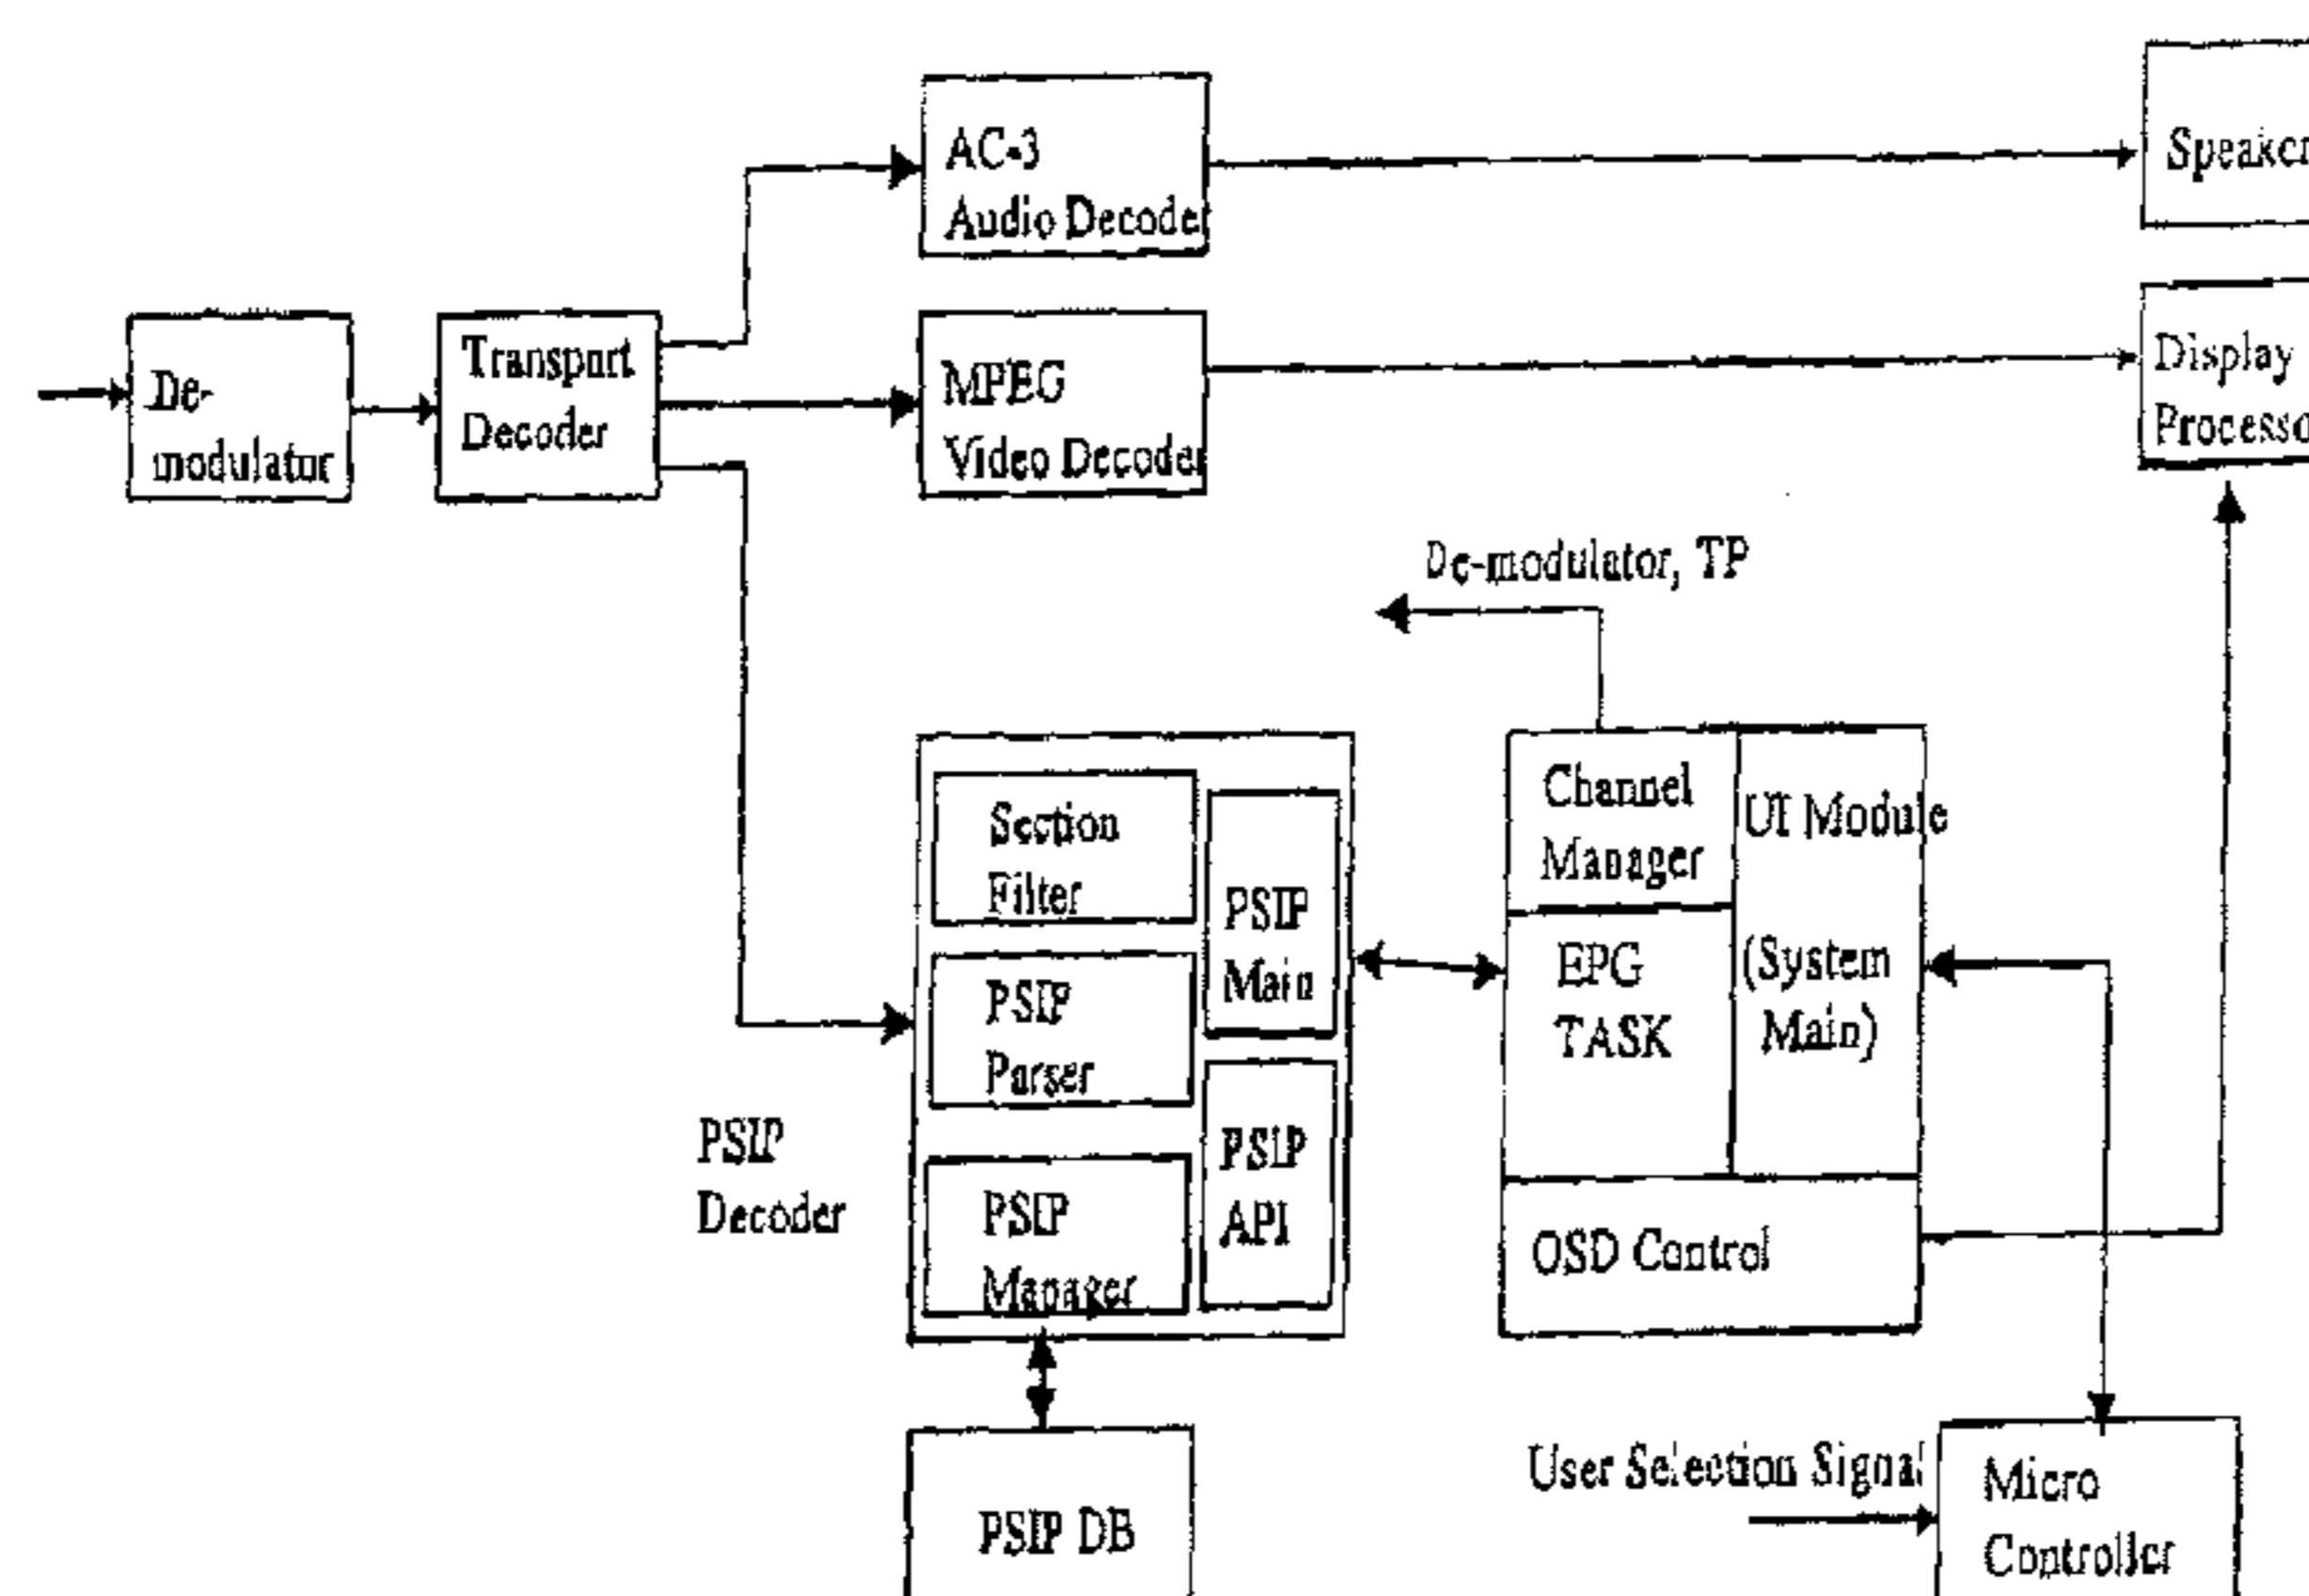 AC-3
Audio Decoder
Speaker
De-
modulator
Transport
Decoder
MPEG
Video Decoder
Display
Processo
De-modulator, TP
Section
Filter
PSIP
Main
PSIP
Parser
PSIP
API
PSIP
Manager
PSIP
Decoder
Channel
Manager
UI Module
(System
Main)
EPG
TASK
OSD Control
PSIP DB
User Selection Signal
Micro
Controller